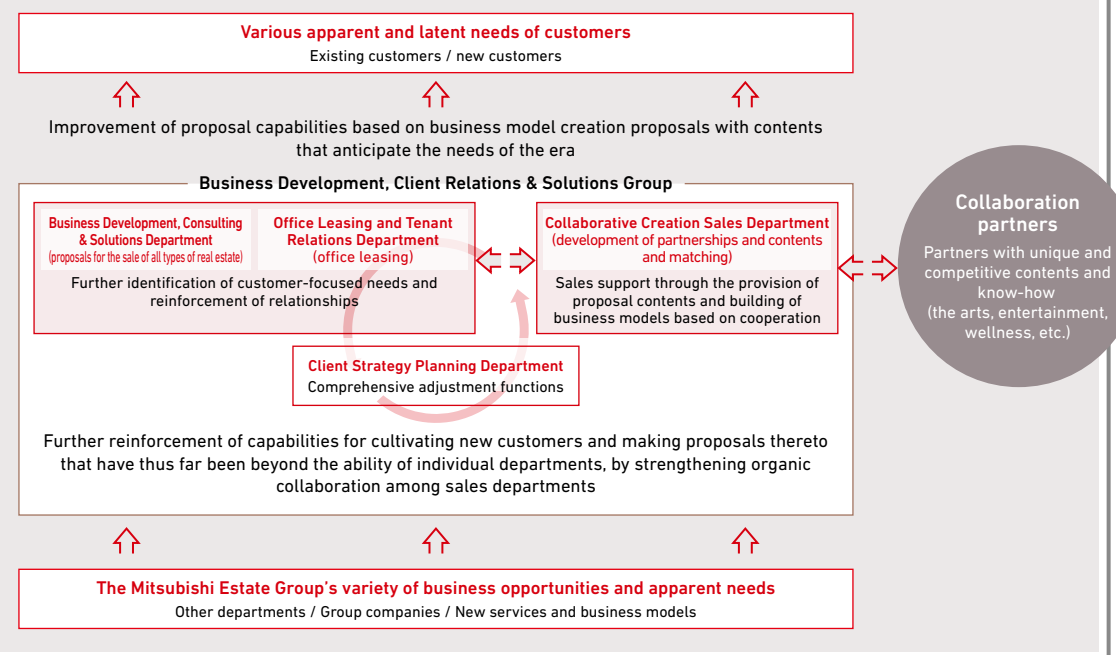 Various apparent and latent needs of customers
Existing customers / new customers
Improvement of proposal capabilities based on business model creation proposals with contents
that anticipate the needs of the era
Business Development, Client Relations & Solutions Group
Business Development, Consulting
& Solutions Department
(proposals for the sale of all types of real estate)
Office Leasing and Tenant
Relations Department
(office leasing)
Further identification of customer-focused needs and
reinforcement of relationships
Collaborative Creation Sales Department
(development of partnerships and contents
and matching)
Sales support through the provision of
proposal contents and building of
business models based on cooperation
Client Strategy Planning Department
Comprehensive adjustment functions
Further reinforcement of capabilities for cultivating new customers and making proposals thereto
that have thus far been beyond the ability of individual departments, by strengthening organic
collaboration among sales departments
Collaboration
partners
Partners with unique and
competitive contents and
know-how
(the arts, entertainment,
wellness, etc.)
The Mitsubishi Estate Group's variety of business opportunities and apparent needs
Other departments / Group companies / New services and business models